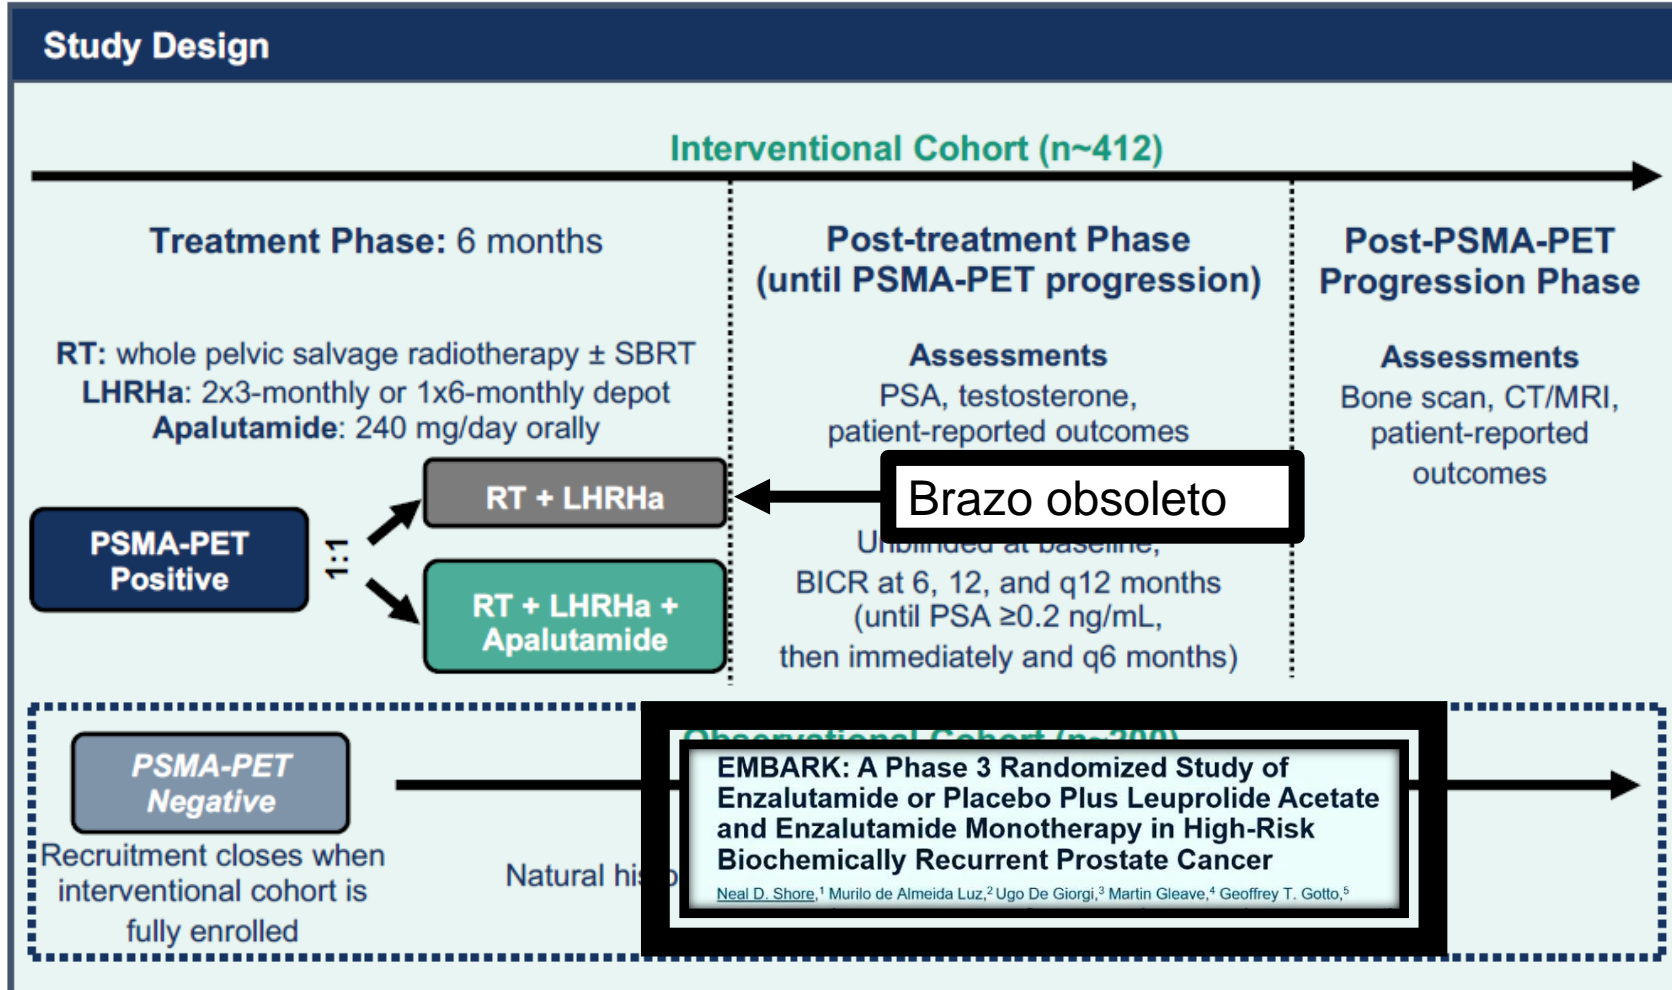 Study Design
Interventional Cohort (n~412)
Treatment Phase: 6 months
RT: whole pelvic salvage radiotherapy ± SBRT
LHRHa: 2x3-monthly or 1x6-monthly depot
Apalutamide: 240 mg/day orally
PSMA-PET
Positive
1:1
RT + LHRHa
RT + LHRHa +
Apalutamide
Post-treatment Phase
(until PSMA-PET progression)
Assessments
PSA, testosterone,
patient-reported outcomes
Brazo obsoleto
Unblinded at baseline,
BICR at 6, 12, and q12 months
(until PSA ≥0.2 ng/mL,
then immediately and q6 months)
Post-PSMA-PET
Progression Phase
Assessments
Bone scan, CT/MRI,
patient-reported
outcomes
Observational Cohort (n~200)
PSMA-PET
Negative
Recruitment closes when
interventional cohort is
fully enrolled
Natural
EMBARK: A Phase 3 Randomized Study of
Enzalutamide or Placebo Plus Leuprolide Acetate
and Enzalutamide Monotherapy in High-Risk
Biochemically Recurrent Prostate Cancer
Neal D. Shore,¹ Murilo de Almeida Luz,² Ugo De Giorgi,³ Martin Gleave,⁴ Geoffrey T. Gotto,⁵